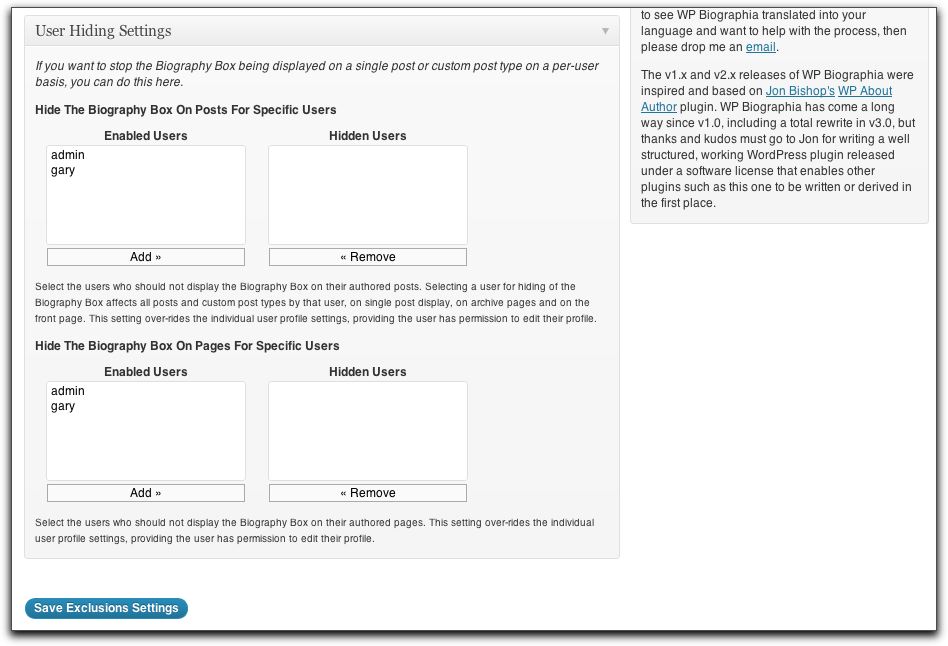 User Hiding Settings
If you want to stop the Biography Box being displayed on a single post or custom post type on a per-user
basis, you can do this here.
Hide The Biography Box On Posts For Specific Users
Enabled Users
Hidden Users
admin
gary
Add »
« Remove
Select the users who should not display the Biography Box on their authored posts. Selecting a user for hiding of the
Biography Box affects all posts and custom post types by that user, on single post display, on archive pages and on the
front page. This setting over-rides the individual user profile settings, providing the user has permission to edit their profile.
Hide The Biography Box On Pages For Specific Users
Enabled Users
Hidden Users
admin
gary
Add »
« Remove
Select the users who should not display the Biography Box on their authored pages. This setting over-rides the individual
user profile settings, providing the user has permission to edit their profile.
Save Exclusions Settings
to see WP Biographia translated into your
language and want to help with the process, then
please drop me an email.
The v1.x and v2.x releases of WP Biographia were
inspired and based on Jon Bishop's WP About
Author plugin. WP Biographia has come a long
way since v1.0, including a total rewrite in v3.0, but
thanks and kudos must go to Jon for writing a well
structured, working WordPress plugin released
under a software license that enables other
plugins such as this one to be written or derived in
the first place.